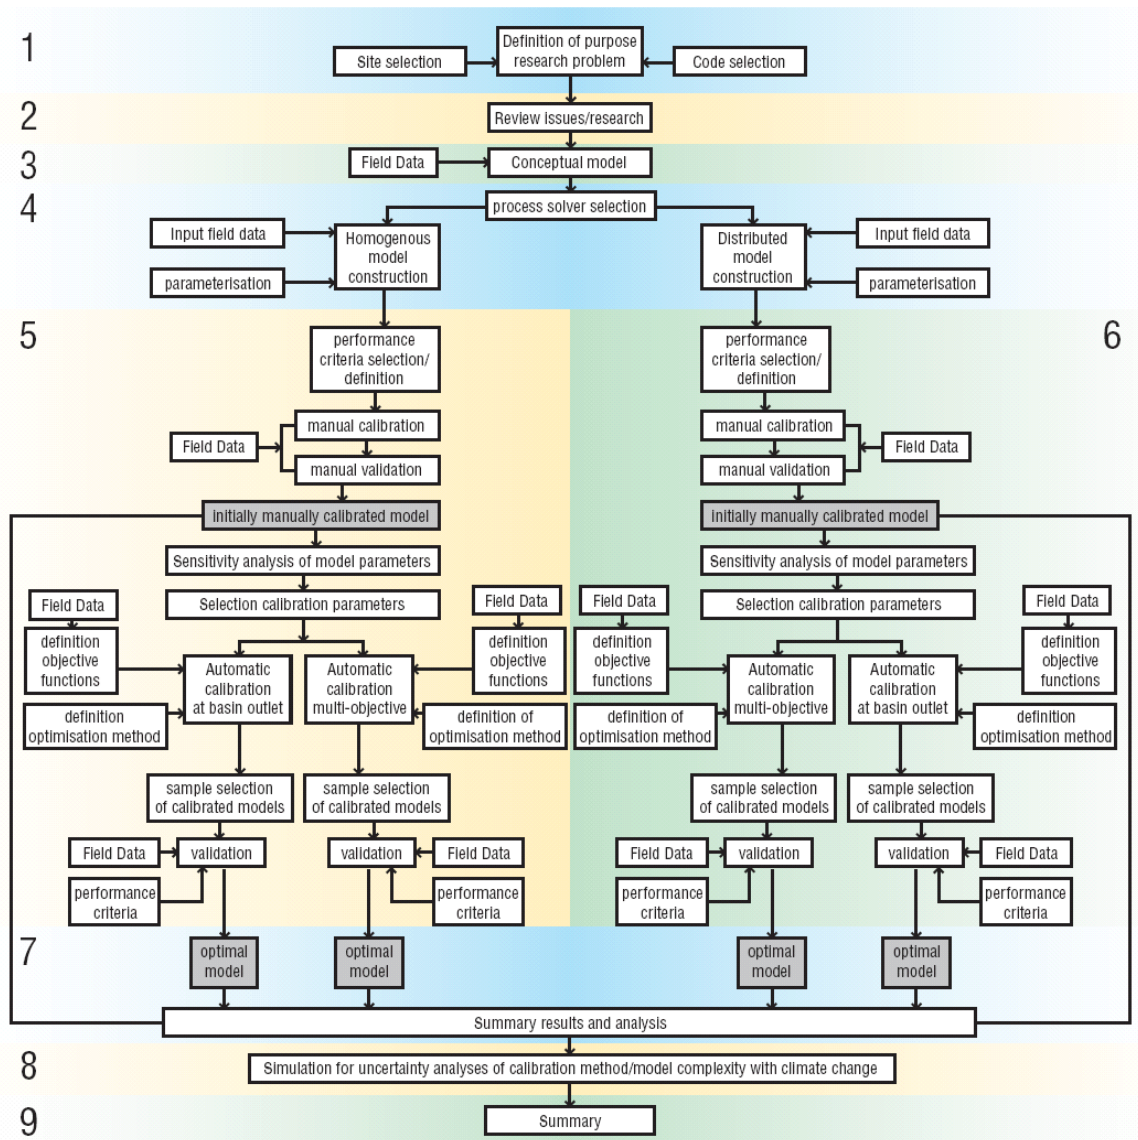 1
Definition of purpose
research problem
Site selection
Code selection
2
Review issues/research
3
Field Data
Conceptual model
4
process solver selection
Input field data
Homogenous
model
construction
parameterisation
Distributed
model
construction
Input field data
parameterisation
5
6
performance
criteria selection/
definition
manual calibration
Field Data
manual validation
initially manually calibrated model
Sensitivity analysis of model parameters
Selection calibration parameters
Field Data
definition
objective
functions
definition
optimisation method
Automatic
calibration
at basin outlet
Automatic
calibration
multi-objective
Field Data
definition
objective
functions
definition of
optimisation method
sample selection
of calibrated models
sample selection
of calibrated models
Field Data
validation
performance
criteria
validation
Field Data
performance
criteria
performance
criteria selection/
definition
manual calibration
Field Data
manual validation
initially manually calibrated model
Sensitivity analysis of model parameters
Selection calibration parameters
Field Data
definition
objective
functions
definition of
optimisation method
Automatic
calibration
multi-objective
Automatic
calibration
at basin outlet
Field Data
definition
objective
functions
definition
optimisation method
sample selection
of calibrated models
sample selection
of calibrated models
Field Data
validation
performance
criteria
validation
Field Data
performance
criteria
7
optimal
model
optimal
model
optimal
model
optimal
model
Summary results and analysis
8
Simulation for uncertainty analyses of calibration method/model complexity with climate change
9
Summary